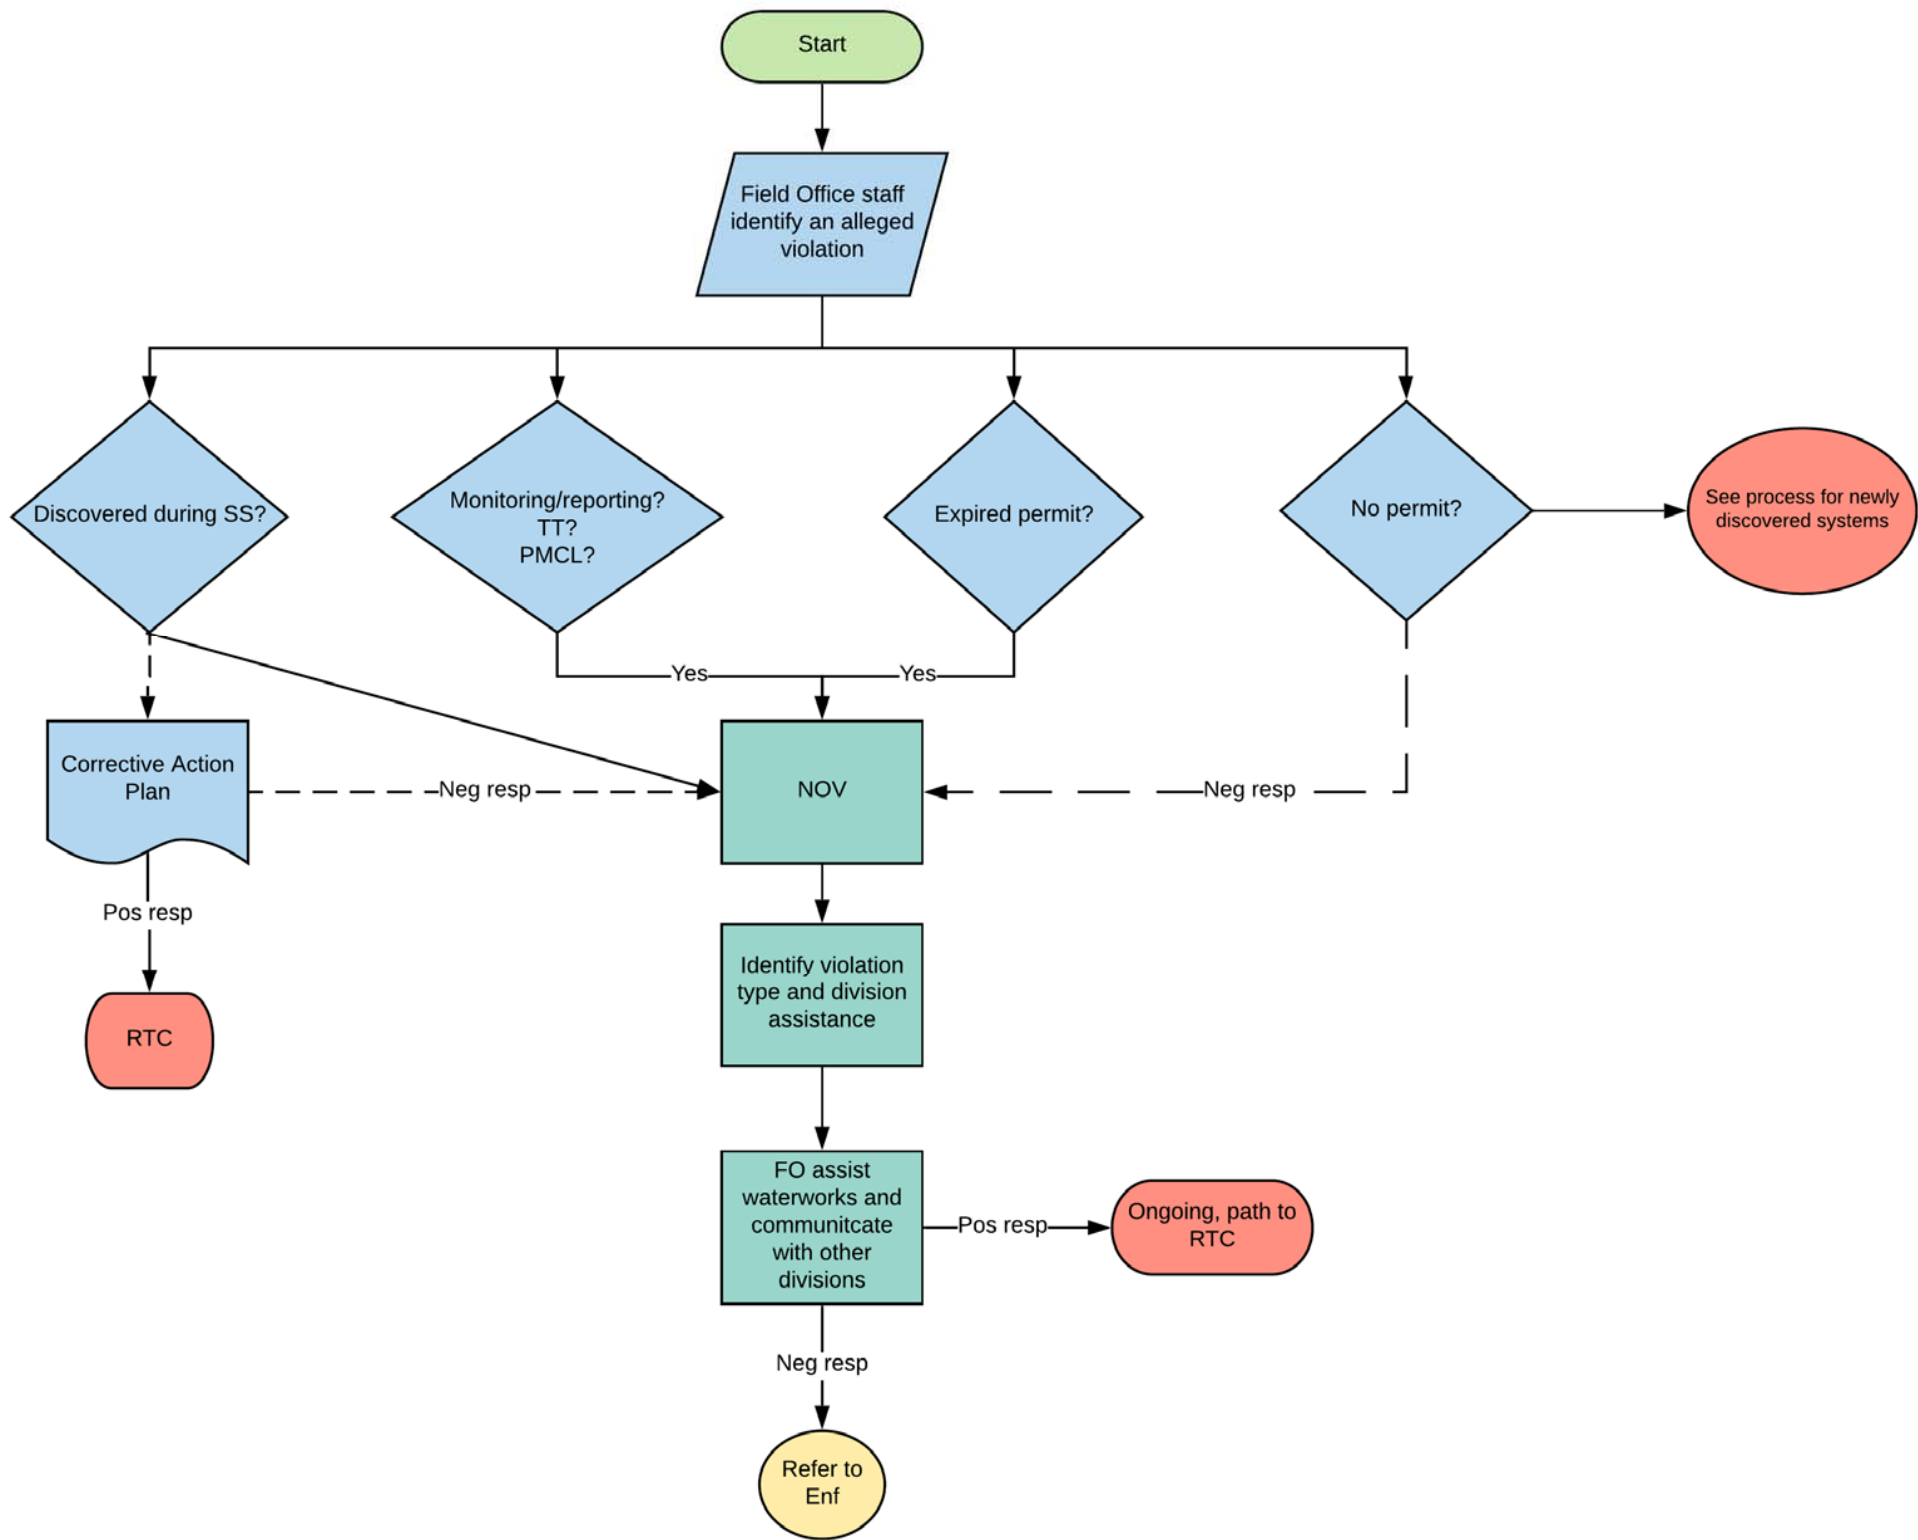 Start
Field Office staff
identify an alleged
violation
Discovered during SS?
Monitoring/reporting?
TT?
PMCL?
Expired permit?
No permit?
See process for newly
discovered systems
Yes
Yes
Corrective Action
Plan
Neg resp
NOV
Neg resp
Pos resp
Identify violation
type and division
assistance
RTC
FO assist
waterworks and
communitcate
with other
divisions
Pos resp
Ongoing, path to
RTC
Neg resp
Refer to
Enf